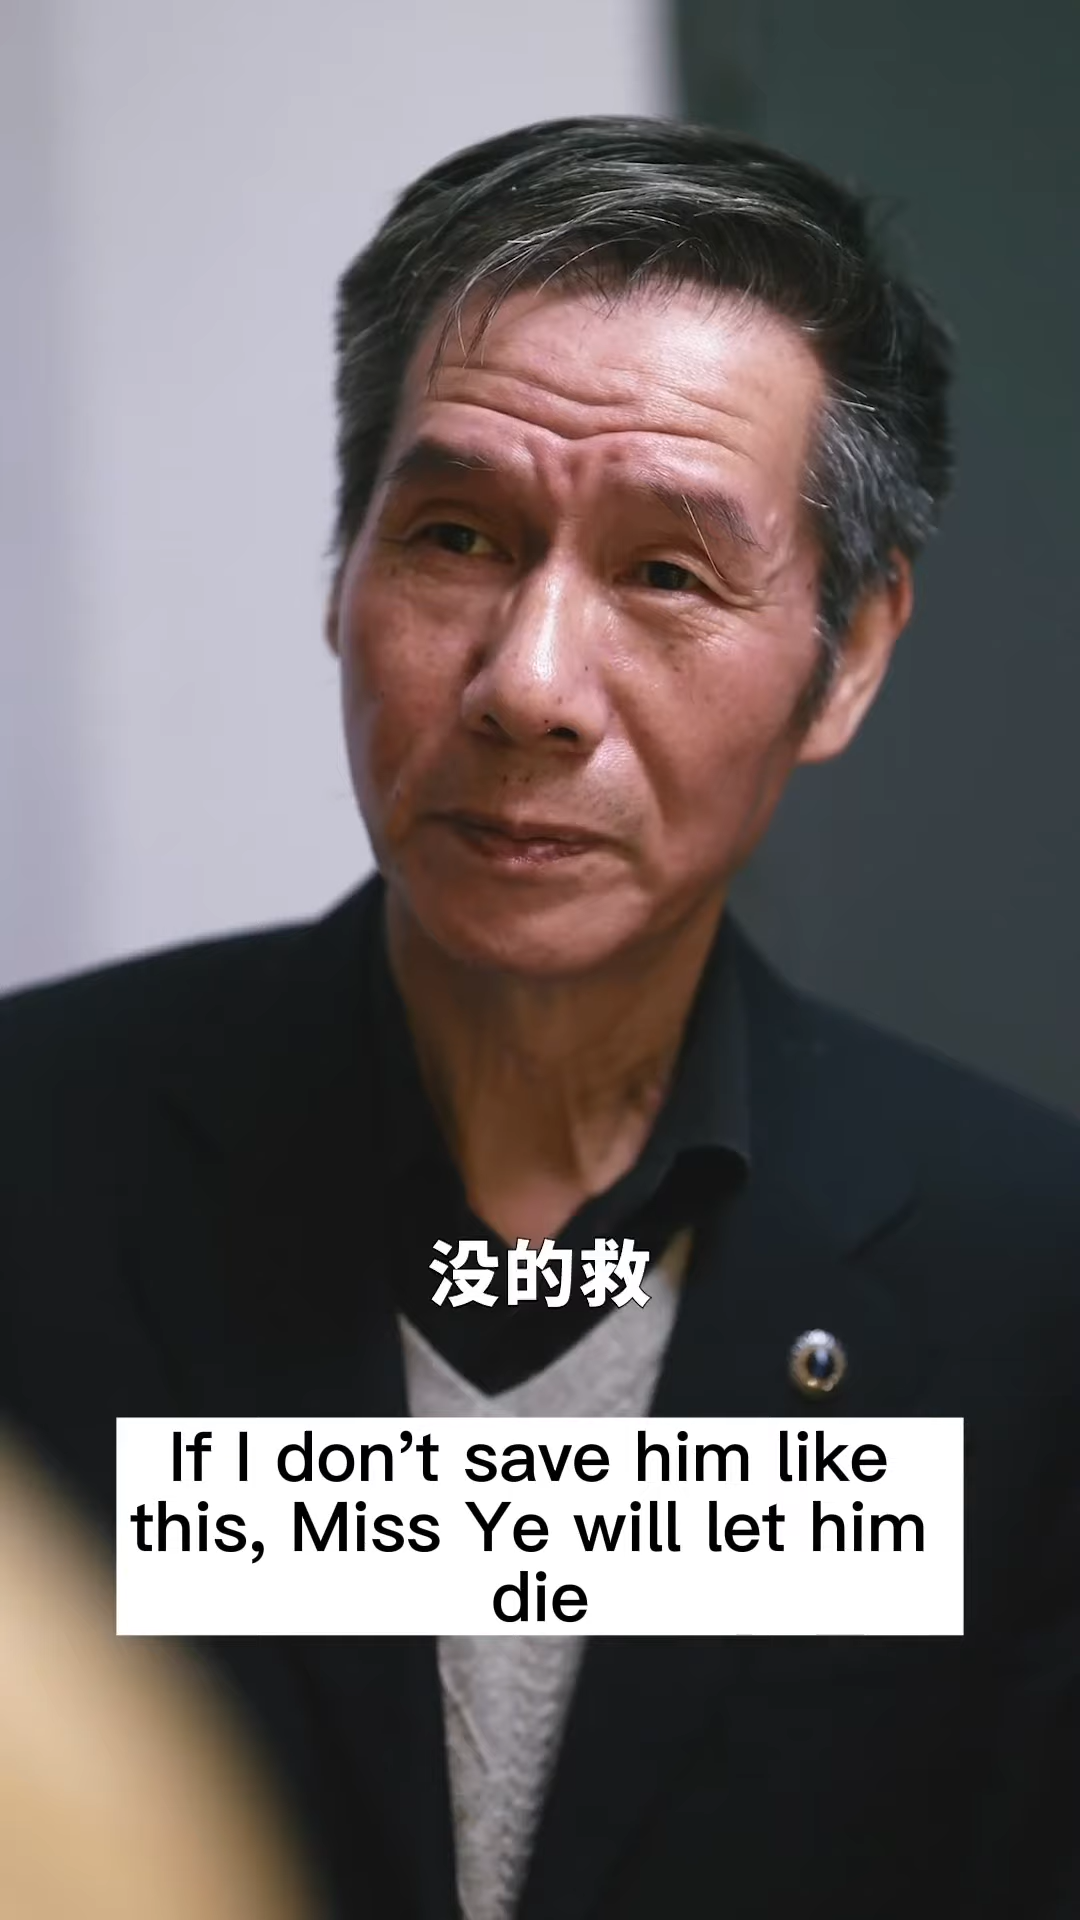 没的救
If I don’t save him like
this, Miss Ye will let him
die